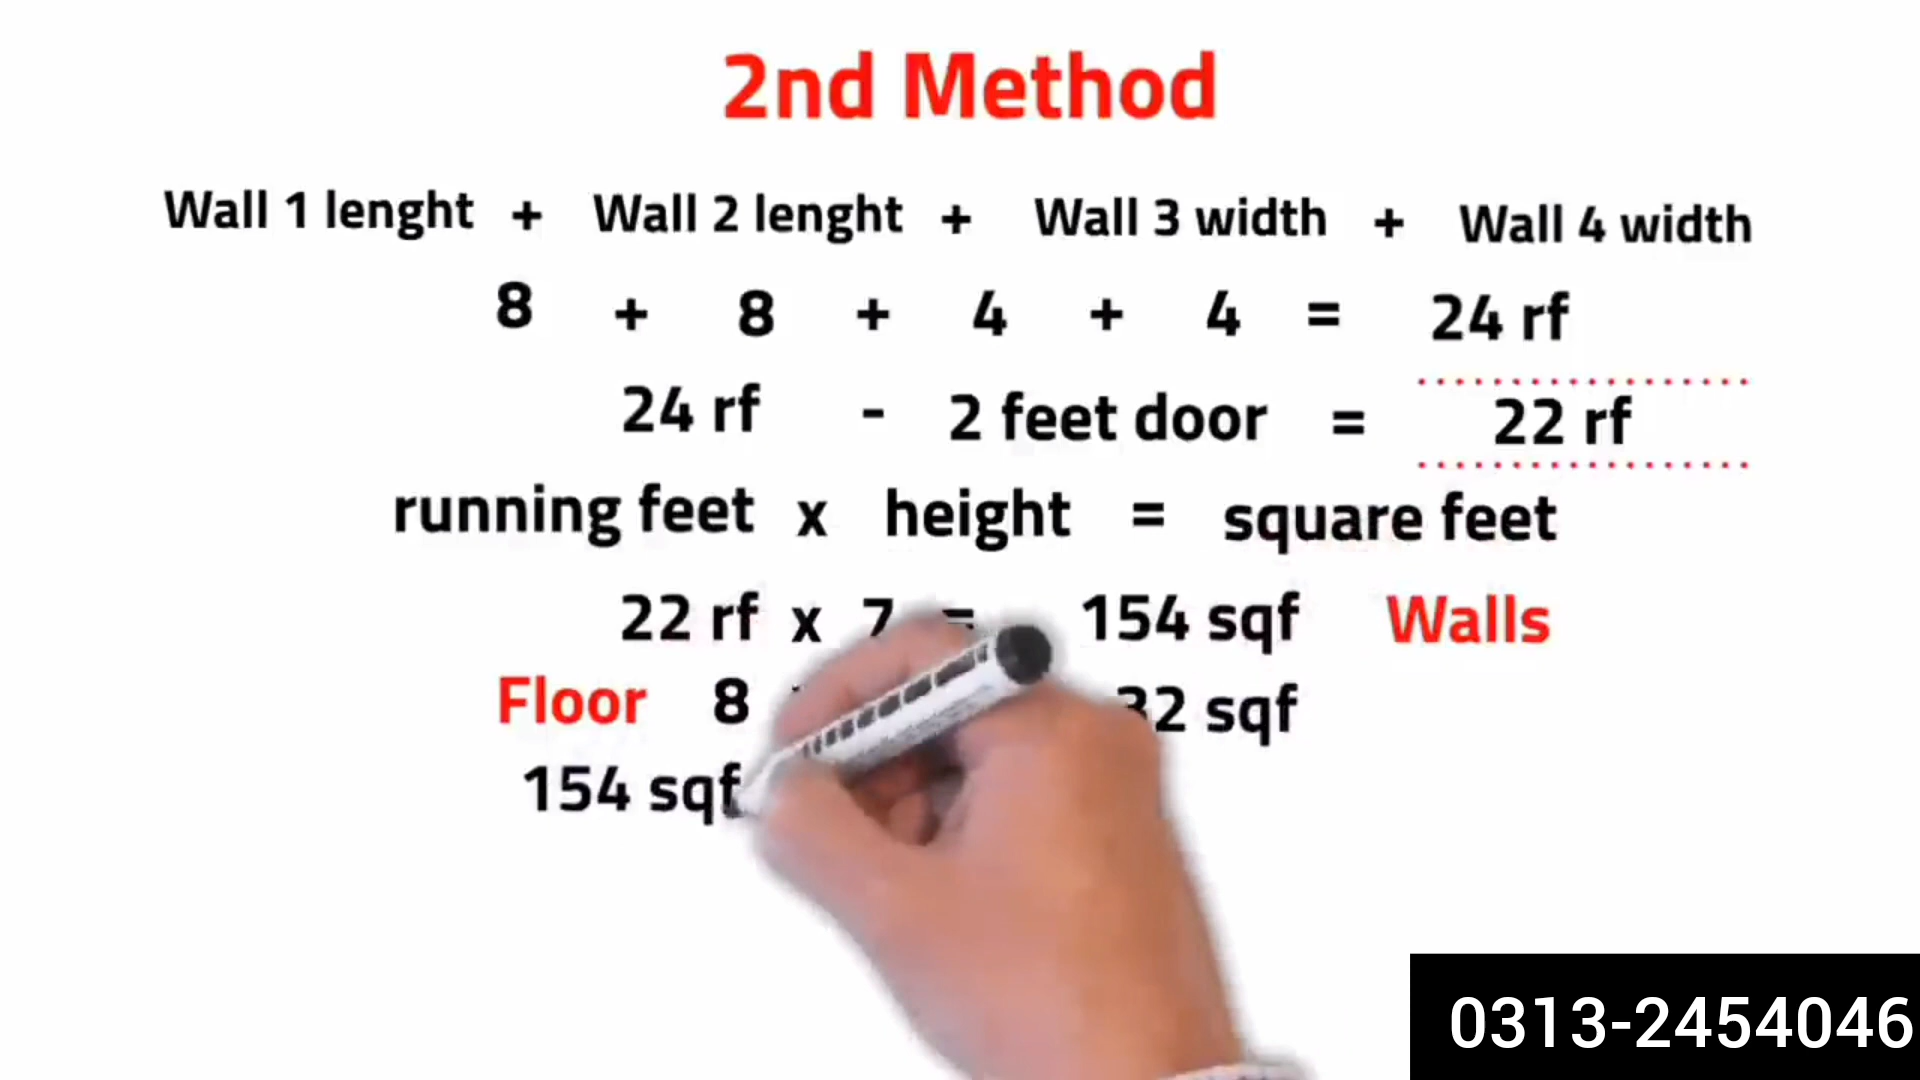 2nd Method
Wall 1 lenght + Wall 2 lenght + Wall 3 width + Wall 4 width
8 + 8 + 4 + 4 = 24 rf
24 rf - 2 feet door = 22 rf
running feet x height = square feet
22 rf x 7 = 154 sqf Walls
Floor 8 32 sqf
154 sqf
0313-2454046